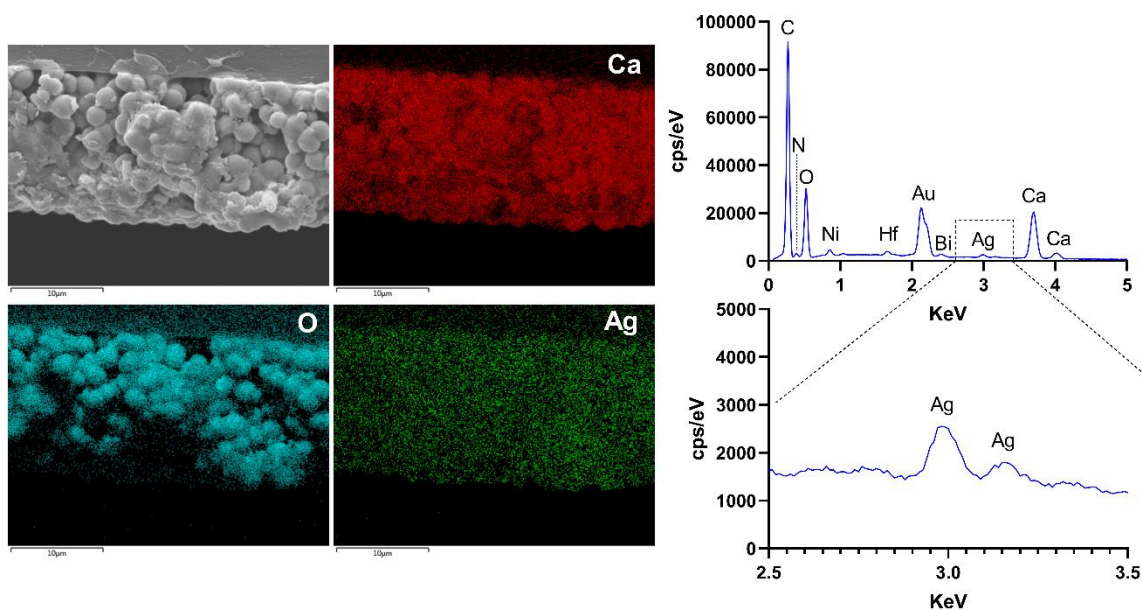 Ca
10μm
10μm
O
Ag
10μm
10μm
cps/eV
100000
80000
60000
40000
20000
0
C
N
O
Ni
Hf
Au
Bi
Ag
Ca
Ca
0 1 2 3 4 5
KeV
cps/eV
5000
4000
3000
2000
1000
0
Ag
Ag
2.5 3.0 3.5
KeV